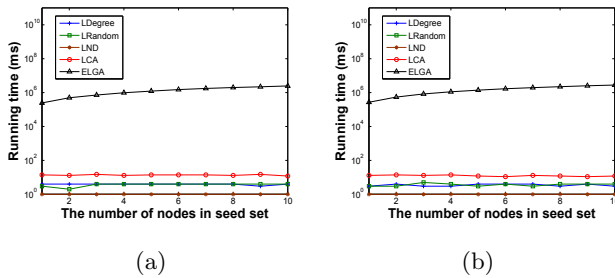 10^10
10^8
10^6
10^4
10^2
10^0
Running time (ms)
LDegree
LRandom
LND
LCA
ELGA
2 4 6 8 10
The number of nodes in seed set
(a)
10^10
10^8
10^6
10^4
10^2
10^0
Running time (ms)
LDegree
LRandom
LND
LCA
ELGA
2 4 6 8 1
The number of nodes in seed set
(b)